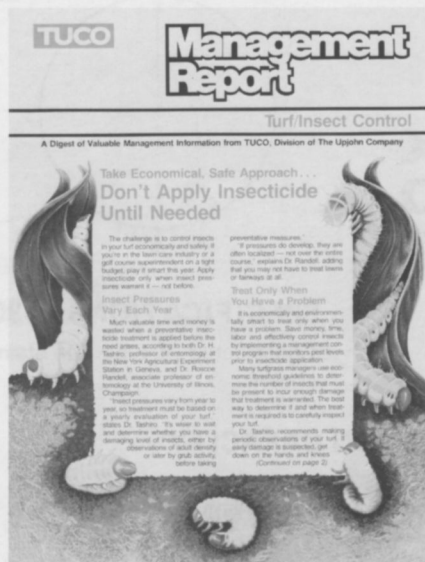 TUCO
Management
Report
Turf/Insect Control
A Digest of Valuable Management Information from TUCO, Division of The Upjohn Company
Take Economical, Safe Approach...
Don't Apply Insecticide
Until Needed
The challenge is to control insects
in your turf economically and safely. If
you're in the lawn care industry or a
golf course superintendent on a tight
budget, play it smart this year. Apply
insecticide only when insect pres-
sures warrant it — not before.
Insect Pressures
Vary Each Year
Much valuable time and money is
wasted when a preventative insec-
ticide treatment is applied before the
need arises, according to both Dr. H.
Tashiro, professor of entomology at
the New York Agricultural Experiment
Station in Geneva, and Dr. Roscoe
Randell, associate professor of en-
tomology at the University of Illinois,
Champaign.
"Insect pressures vary from year to
year, so treatment must be based on
a yearly evaluation of your turf,"
states Dr. Tashiro. "It's wiser to wait
and determine whether you have a
damaging level of insects, either by
observations of adult density
or later by grub activity,
before taking
preventative measures."
"If pressures do develop, they are
often localized — not over the entire
course," explains Dr. Randell, adding
that you may not have to treat lawns
or fairways at all.
Treat Only When
You Have a Problem
It is economically and environmen-
tally smart to treat only when you
have a problem. Save money, time,
labor and effectively control insects
by implementing a management con-
trol program that monitors pest levels
prior to insecticide application.
Many turfgrass managers use eco-
nomic threshold guidelines to deter-
mine the number of insects that must
be present to incur enough damage
that treatment is warranted. The best
way to determine if and when treat-
ment is required is to carefully inspect
your turf.
Dr. Tashiro recommends making
periodic observations of your turf. If
early damage is suspected, get
down on the hands and knees
(Continued on page 2)